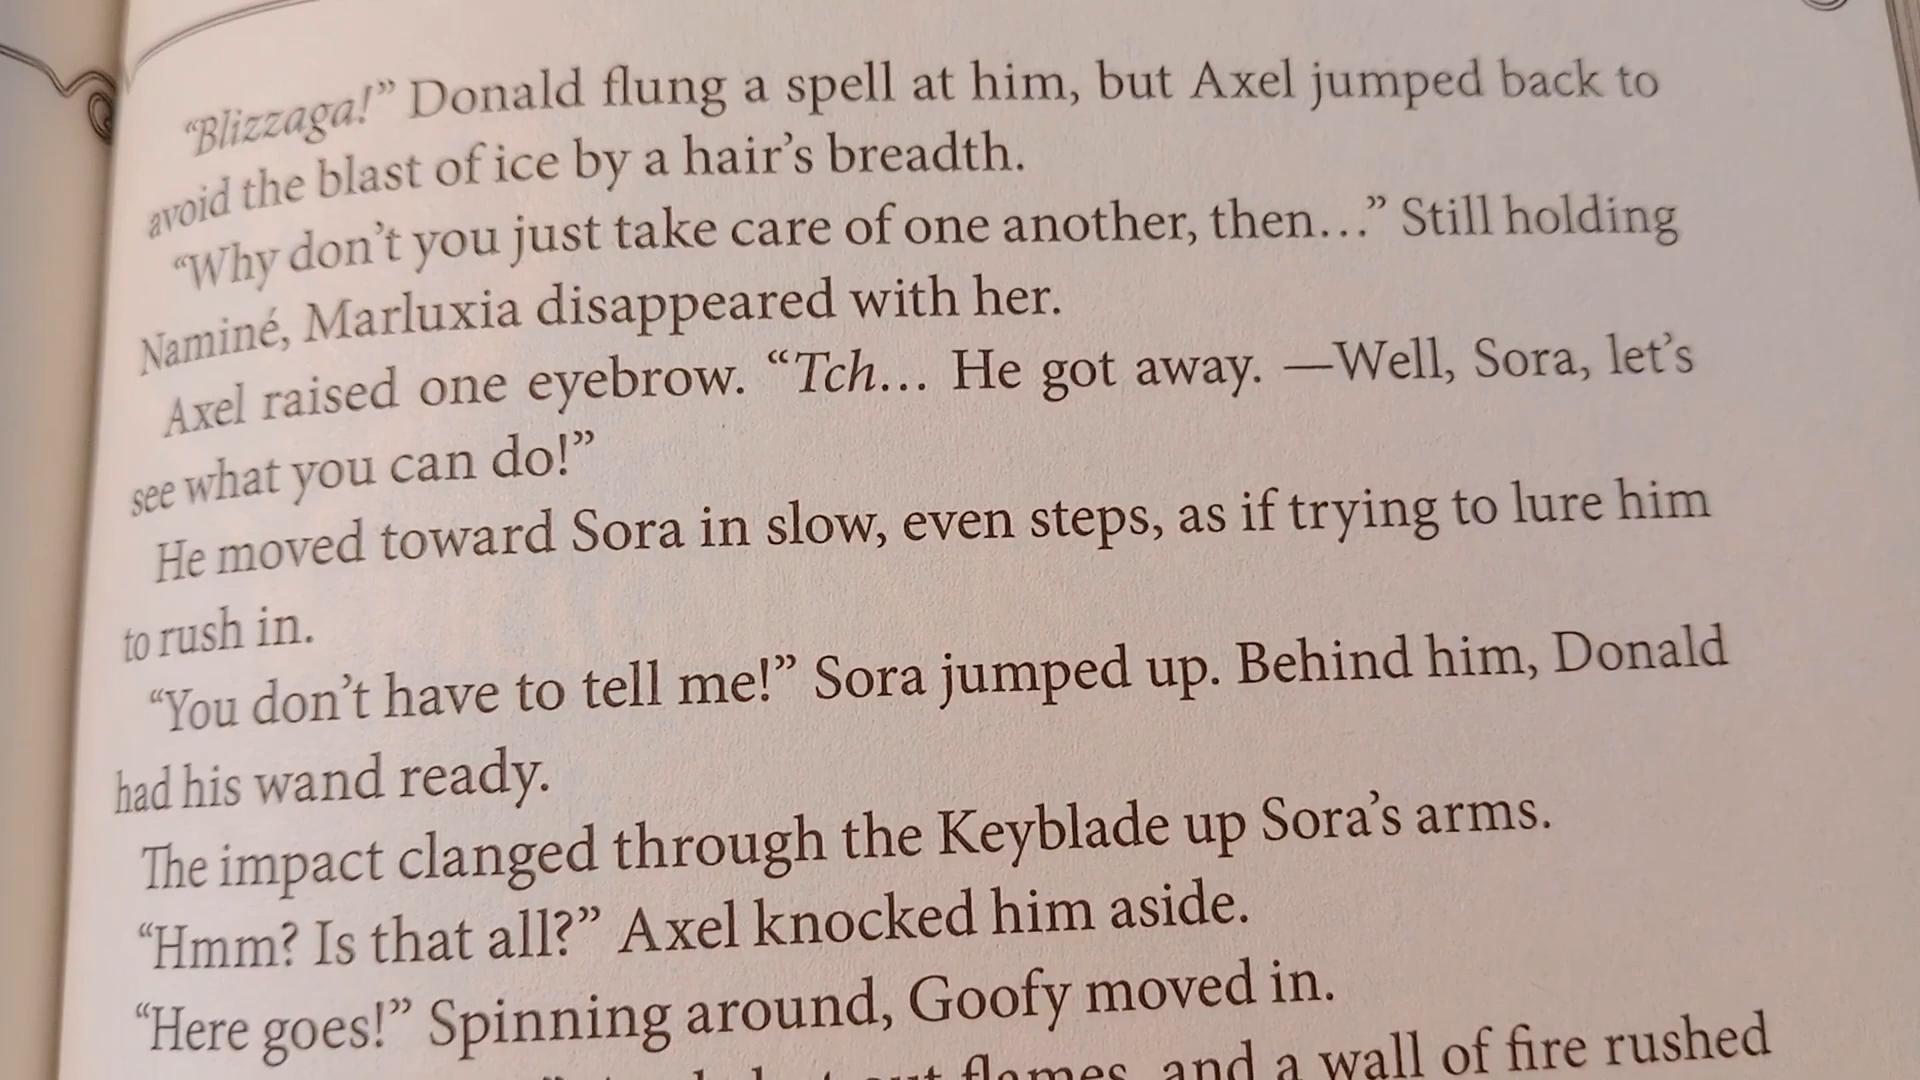 “Blizzaga!” Donald flung a spell at him, but Axel jumped back to
avoid the blast of ice by a hair’s breadth.
“Why don’t you just take care of one another, then…” Still holding
Naminé, Marluxia disappeared with her.
Axel raised one eyebrow. “Tch… He got away. —Well, Sora, let’s
see what you can do!”
He moved toward Sora in slow, even steps, as if trying to lure him
to rush in.
“You don’t have to tell me!” Sora jumped up. Behind him, Donald
had his wand ready.
The impact clanged through the Keyblade up Sora’s arms.
“Hmm? Is that all?” Axel knocked him aside.
“Here goes!” Spinning around, Goofy moved in.
flames, and a wall of fire rushed